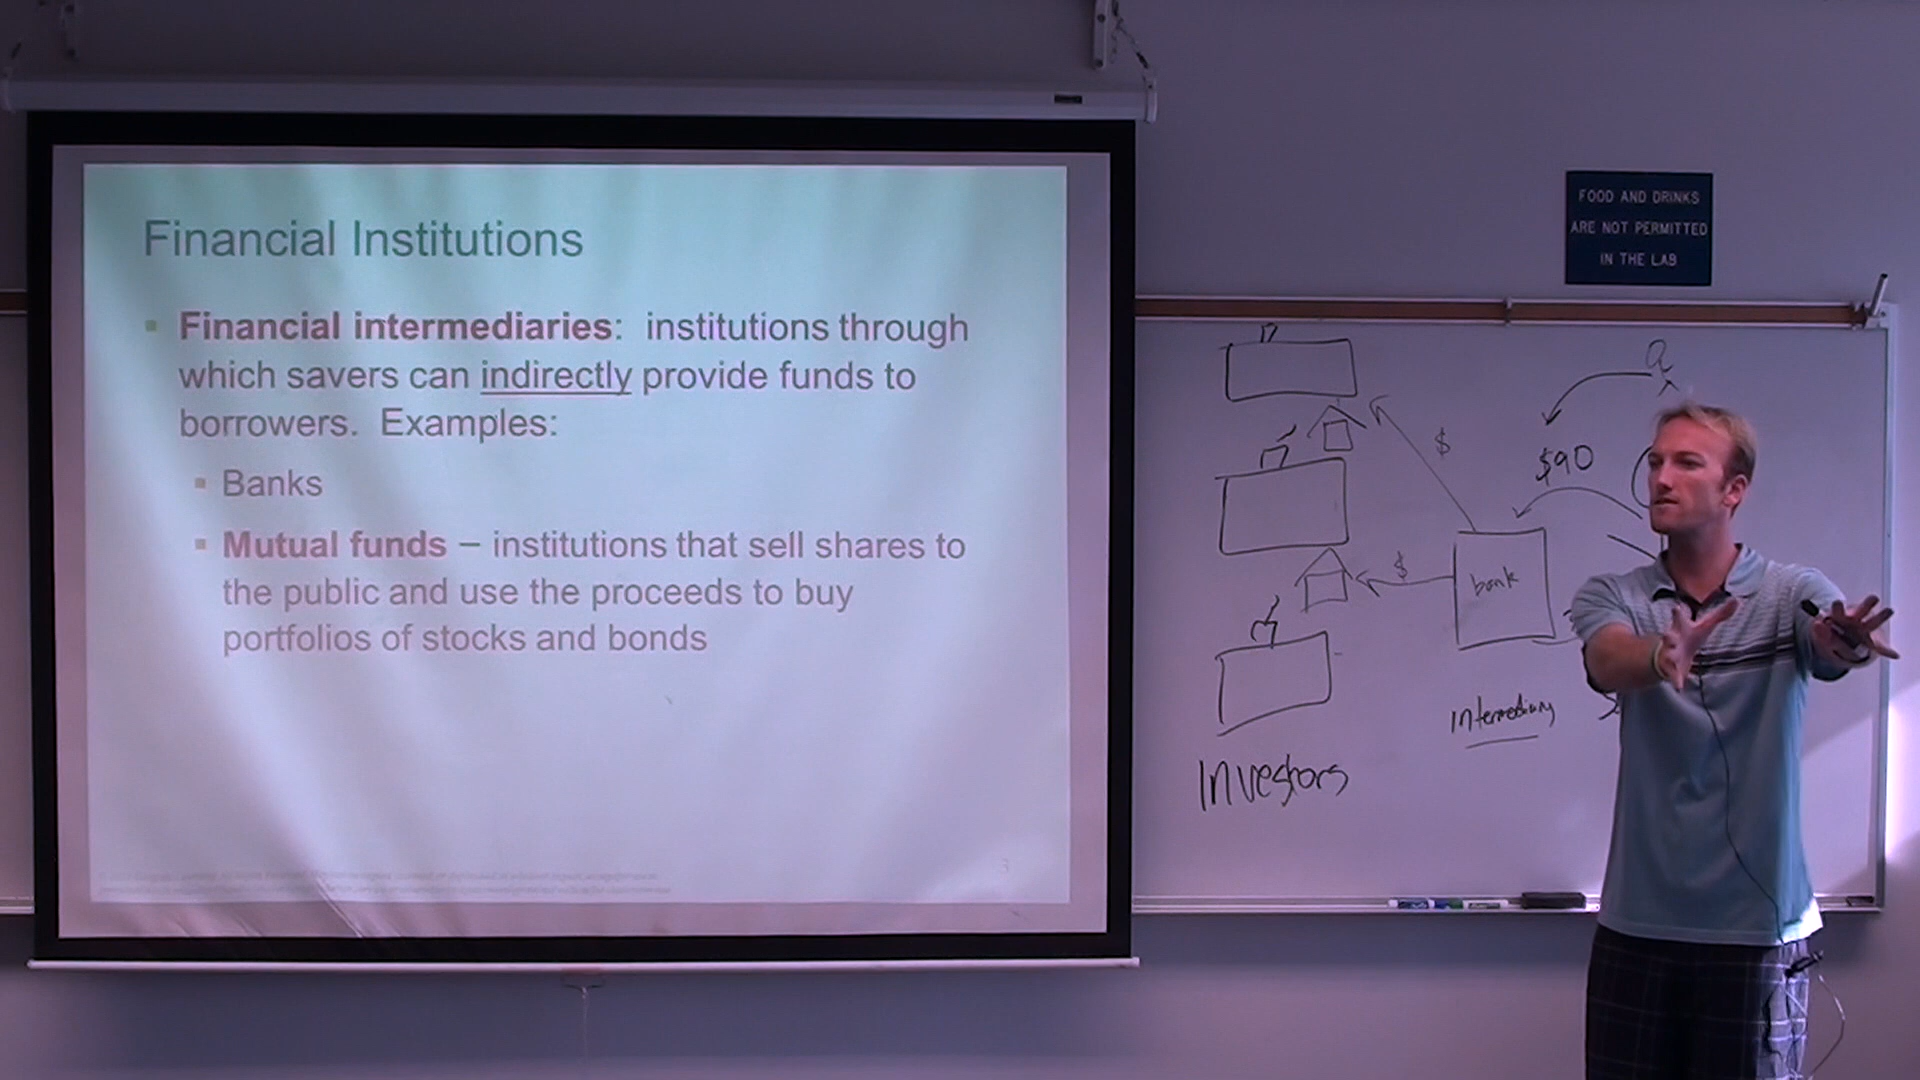 Financial Institutions
Financial intermediaries: institutions through
which savers can indirectly provide funds to
borrowers. Examples:
Banks
Mutual funds – institutions that sell shares to
the public and use the proceeds to buy
portfolios of stocks and bonds
3
FOOD AND DRINKS
ARE NOT PERMITTED
IN THE LAB
$
$90
$
bank
Intermediary
Investors